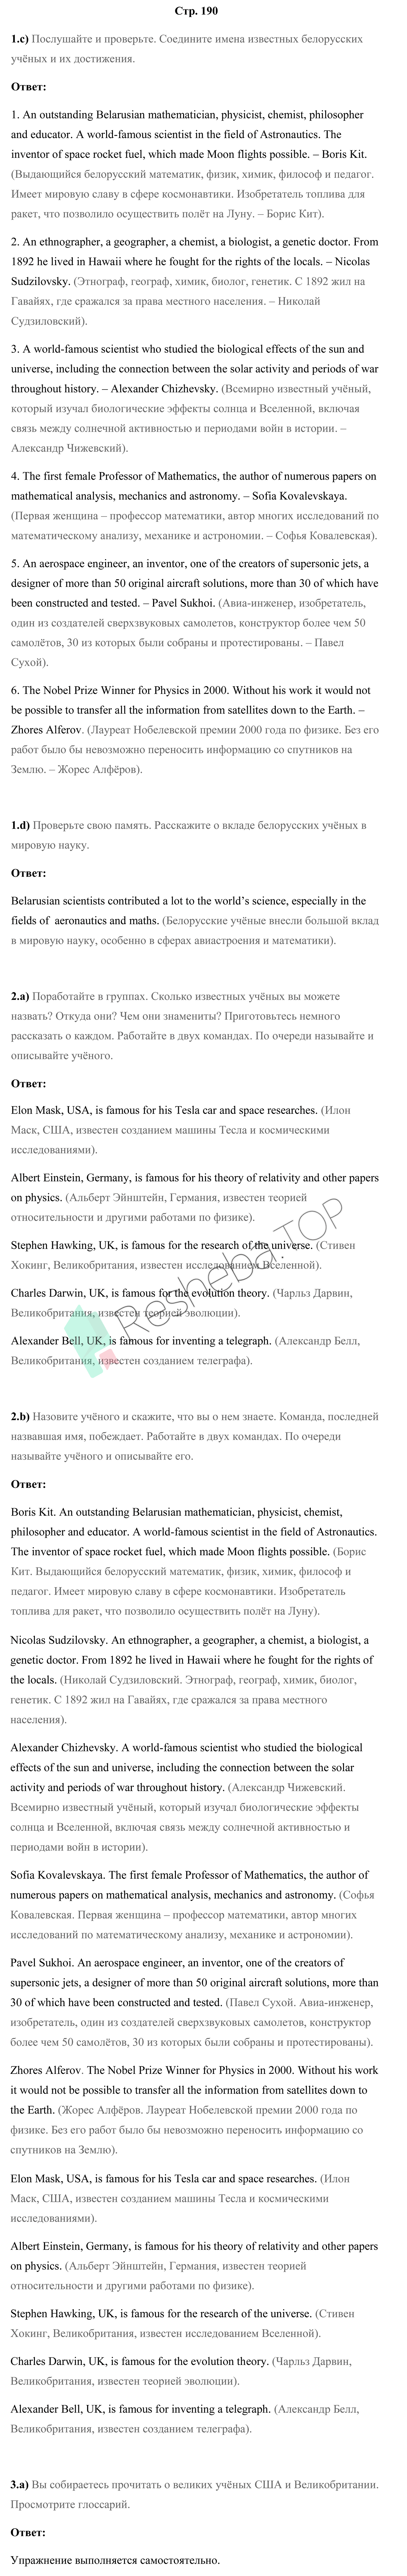 Стр. 190
1.c) Послушайте и проверьте. Соедините имена известных белорусских
учёных и их достижения.
Ответ:
1. An outstanding Belarusian mathematician, physicist, chemist, philosopher
and educator. A world-famous scientist in the field of Astronautics. The
inventor of space rocket fuel, which made Moon flights possible. – Boris Kit.
(Выдающийся белорусский математик, физик, химик, философ и педагог.
Имеет мировую славу в сфере космонавтики. Изобретатель топлива для
ракет, что позволило осуществить полёт на Луну. – Борис Кит).
2. An ethnographer, a geographer, a chemist, a biologist, a genetic doctor. From
1892 he lived in Hawaii where he fought for the rights of the locals. – Nicolas
Sudzilovsky. (Этнограф, географ, химик, биолог, генетик. С 1892 жил на
Гавайях, где сражался за права местного населения. – Николай
Судзиловский).
3. A world-famous scientist who studied the biological effects of the sun and
universe, including the connection between the solar activity and periods of war
throughout history. – Alexander Chizhevsky. (Всемирно известный учёный,
который изучал биологические эффекты солнца и Вселенной, включая
связь между солнечной активностью и периодами войн в истории. –
Александр Чижевский).
4. The first female Professor of Mathematics, the author of numerous papers on
mathematical analysis, mechanics and astronomy. – Sofia Kovalevskaya.
(Первая женщина – профессор математики, автор многих исследований по
математическому анализу, механике и астрономии. – Софья Ковалевская).
5. An aerospace engineer, an inventor, one of the creators of supersonic jets, a
designer of more than 50 original aircraft solutions, more than 30 of which have
been constructed and tested. – Pavel Sukhoi. (Авиа-инженер, изобретатель,
один из создателей сверхзвуковых самолетов, конструктор более чем 50
самолётов, 30 из которых были собраны и протестированы. – Павел
Сухой).
6. The Nobel Prize Winner for Physics in 2000. Without his work it would not
be possible to transfer all the information from satellites down to the Earth. –
Zhores Alferov. (Лауреат Нобелевской премии 2000 года по физике. Без его
работ было бы невозможно переносить информацию со спутников на
Землю. – Жорес Алфёров).
1.d) Проверьте свою память. Расскажите о вкладе белорусских учёных в
мировую науку.
Ответ:
Belarusian scientists contributed a lot to the world’s science, especially in the
fields of aeronautics and maths. (Белорусские учёные внесли большой вклад
в мировую науку, особенно в сферах авиастроения и математики).
2.a) Поработайте в группах. Сколько известных учёных вы можете
назвать? Откуда они? Чем они знамениты? Приготовьтесь немного
рассказать о каждом. Работайте в двух командах. По очереди называйте и
описывайте учёного.
Ответ:
Elon Mask, USA, is famous for his Tesla car and space researches. (Илон
Маск, США, известен созданием машины Тесла и космическими
исследованиями).
Albert Einstein, Germany, is famous for his theory of relativity and other papers
on physics. (Альберт Эйнштейн, Германия, известен теорией
относительности и другими работами по физике).
Stephen Hawking, UK, is famous for the research of the universe. (Стивен
Хокинг, Великобритания, известен исследованием Вселенной).
Charles Darwin, UK, is famous for the evolution theory. (Чарльз Дарвин,
Великобритания, известен теорией эволюции).
Alexander Bell, UK, is famous for inventing a telegraph. (Александр Белл,
Великобритания, известен созданием телеграфа).
Resheba.TOP
2.b) Назовите учёного и скажите, что вы о нем знаете. Команда, последней
назвавшая имя, побеждает. Работайте в двух командах. По очереди
называйте учёного и описывайте его.
Ответ:
Boris Kit. An outstanding Belarusian mathematician, physicist, chemist,
philosopher and educator. A world-famous scientist in the field of Astronautics.
The inventor of space rocket fuel, which made Moon flights possible. (Борис
Кит. Выдающийся белорусский математик, физик, химик, философ и
педагог. Имеет мировую славу в сфере космонавтики. Изобретатель
топлива для ракет, что позволило осуществить полёт на Луну).
Nicolas Sudzilovsky. An ethnographer, a geographer, a chemist, a biologist, a
genetic doctor. From 1892 he lived in Hawaii where he fought for the rights of
the locals. (Николай Судзиловский. Этнограф, географ, химик, биолог,
генетик. С 1892 жил на Гавайях, где сражался за права местного
населения).
Alexander Chizhevsky. A world-famous scientist who studied the biological
effects of the sun and universe, including the connection between the solar
activity and periods of war throughout history. (Александр Чижевский.
Всемирно известный учёный, который изучал биологические эффекты
солнца и Вселенной, включая связь между солнечной активностью и
периодами войн в истории).
Sofia Kovalevskaya. The first female Professor of Mathematics, the author of
numerous papers on mathematical analysis, mechanics and astronomy. (Софья
Ковалевская. Первая женщина – профессор математики, автор многих
исследований по математическому анализу, механике и астрономии).
Pavel Sukhoi. An aerospace engineer, an inventor, one of the creators of
supersonic jets, a designer of more than 50 original aircraft solutions, more than
30 of which have been constructed and tested. (Павел Сухой. Авиа-инженер,
изобретатель, один из создателей сверхзвуковых самолетов, конструктор
более чем 50 самолётов, 30 из которых были собраны и протестированы).
Zhores Alferov. The Nobel Prize Winner for Physics in 2000. Without his work
it would not be possible to transfer all the information from satellites down to
the Earth. (Жорес Алфёров. Лауреат Нобелевской премии 2000 года по
физике. Без его работ было бы невозможно переносить информацию со
спутников на Землю).
Elon Mask, USA, is famous for his Tesla car and space researches. (Илон
Маск, США, известен созданием машины Тесла и космическими
исследованиями).
Albert Einstein, Germany, is famous for his theory of relativity and other papers
on physics. (Альберт Эйнштейн, Германия, известен теорией
относительности и другими работами по физике).
Stephen Hawking, UK, is famous for the research of the universe. (Стивен
Хокинг, Великобритания, известен исследованием Вселенной).
Charles Darwin, UK, is famous for the evolution theory. (Чарльз Дарвин,
Великобритания, известен теорией эволюции).
Alexander Bell, UK, is famous for inventing a telegraph. (Александр Белл,
Великобритания, известен созданием телеграфа).
3.a) Вы собираетесь прочитать о великих учёных США и Великобритании.
Просмотрите глоссарий.
Ответ:
Упражнение выполняется самостоятельно.